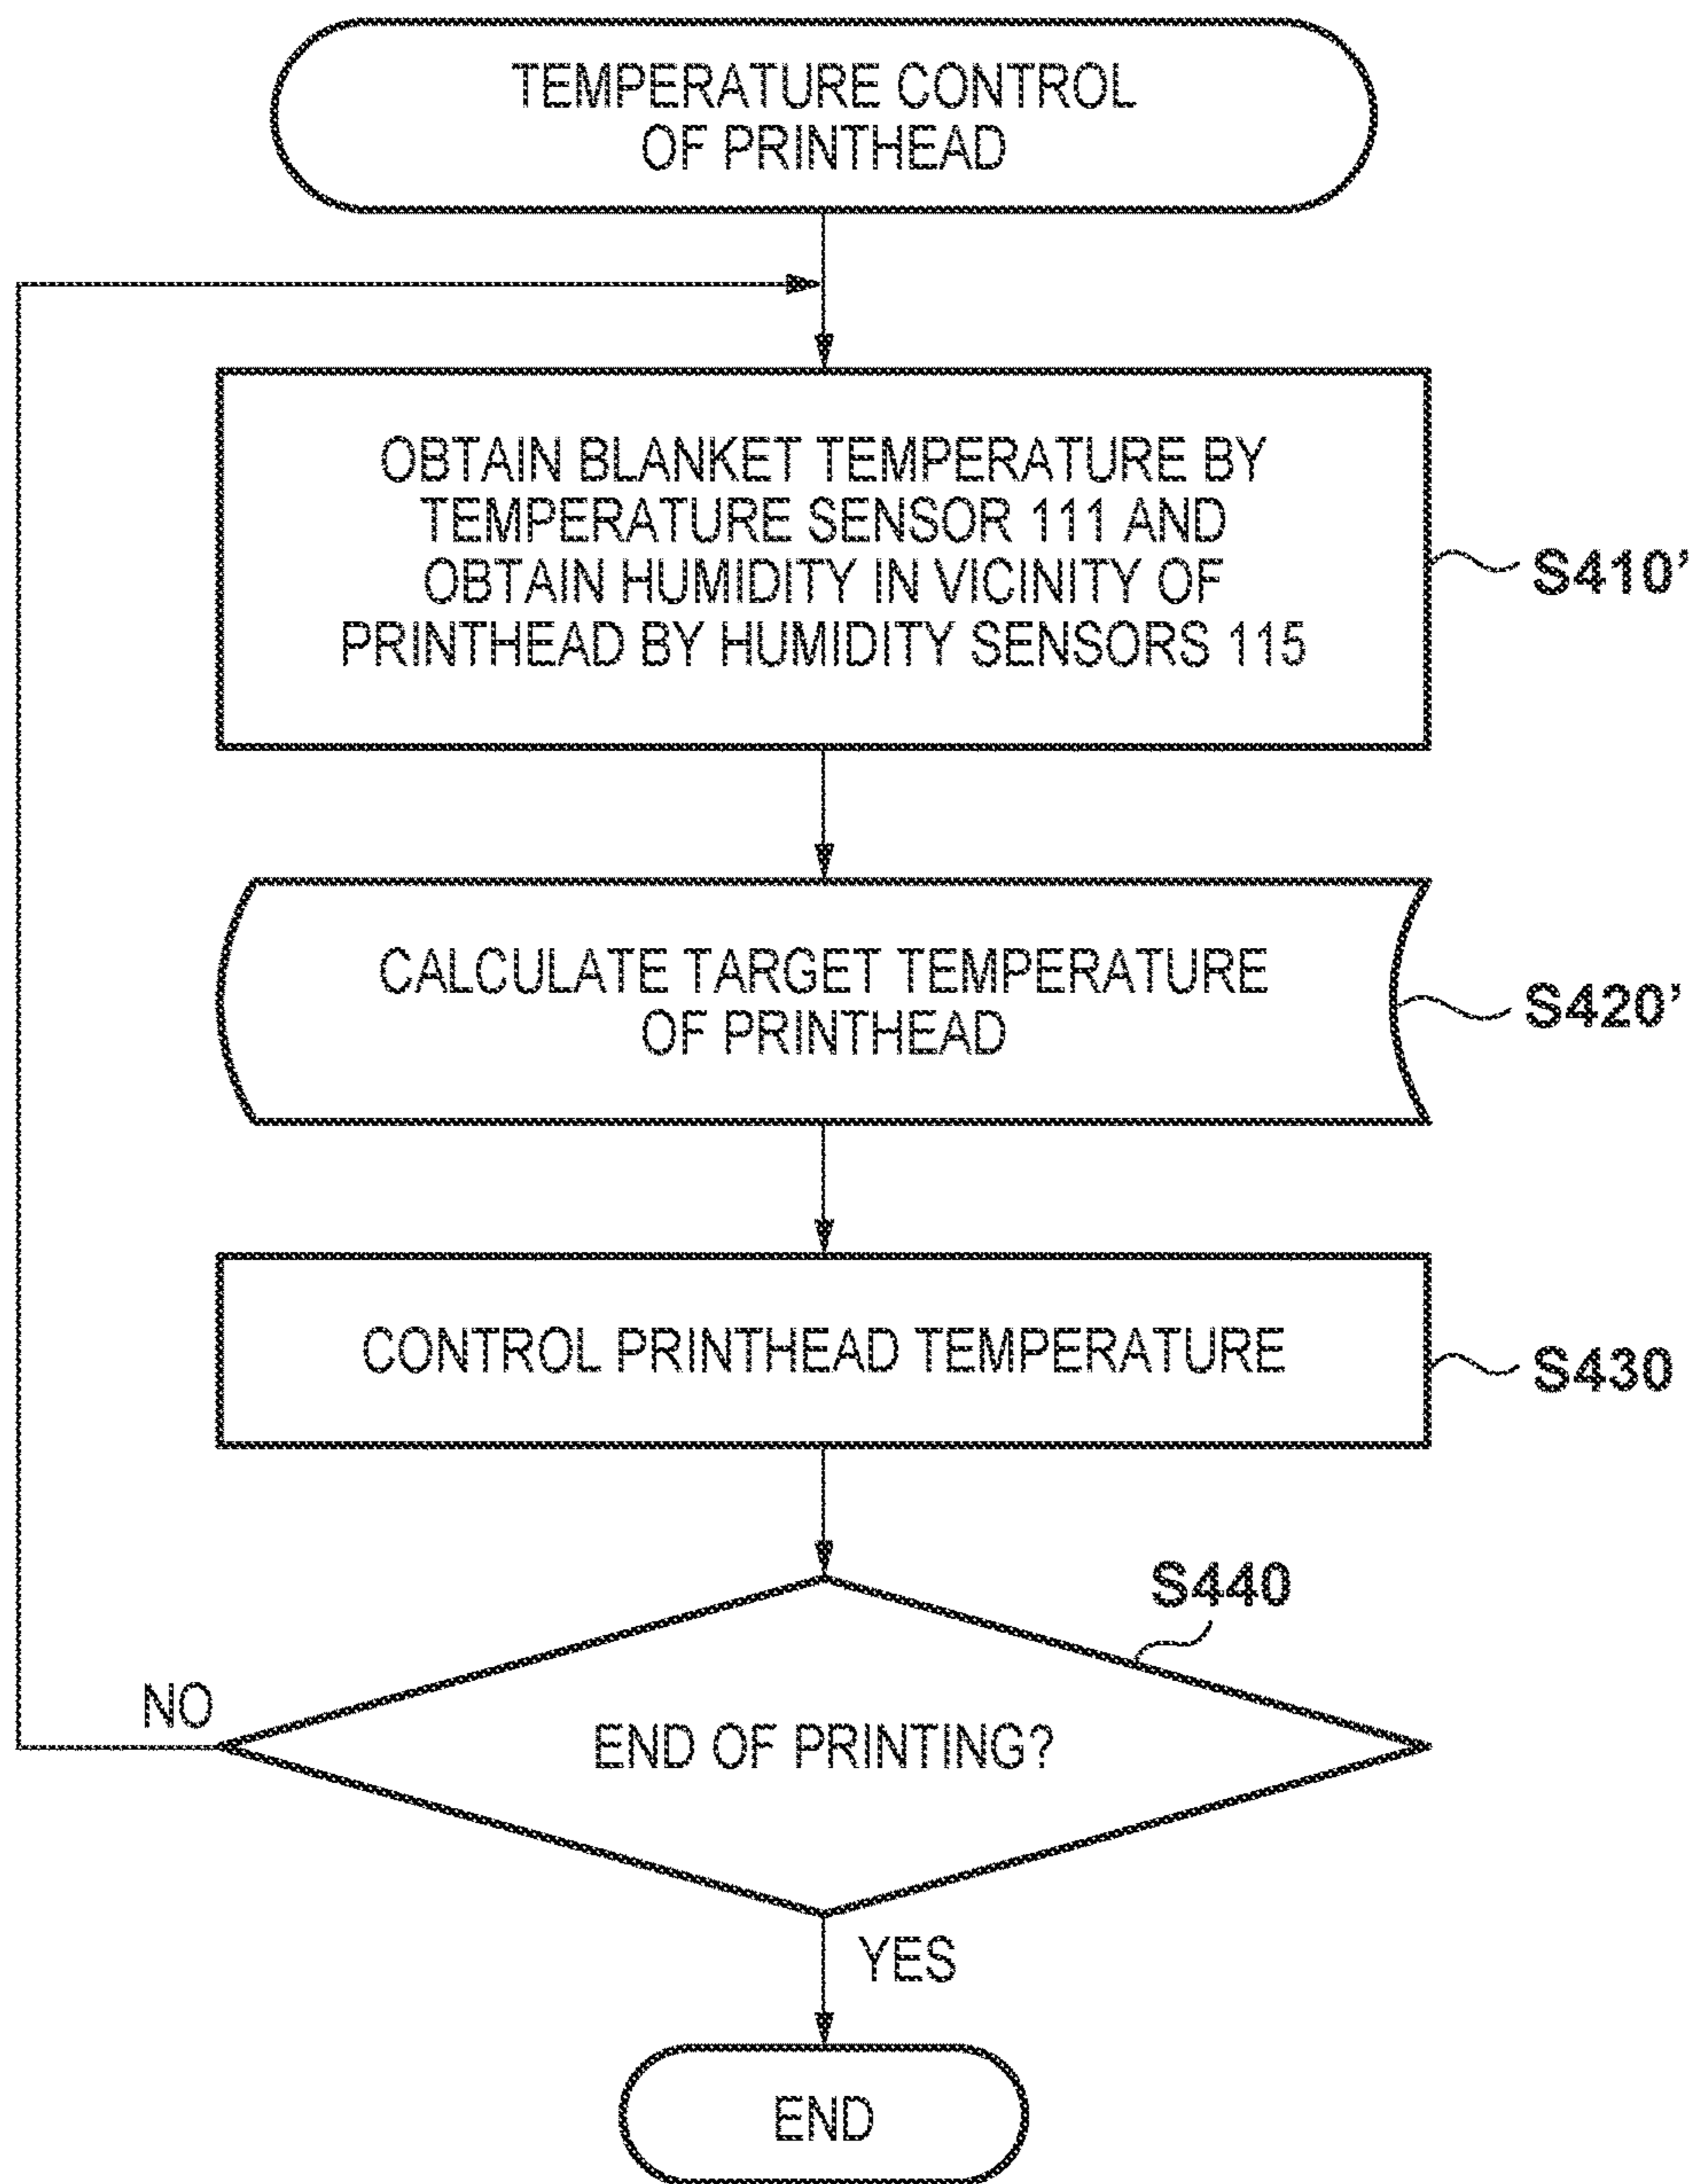 TEMPERATURE CONTROL
OF PRINTHEAD
OBTAIN BLANKET TEMPERATURE BY
TEMPERATURE SENSOR 111 AND
OBTAIN HUMIDITY IN VICINITY OF
PRINTHEAD BY HUMIDITY SENSORS 115
S410’
CALCULATE TARGET TEMPERATURE
OF PRINTHEAD
S420’
CONTROL PRINTHEAD TEMPERATURE
S430
S440
NO
END OF PRINTING?
YES
END